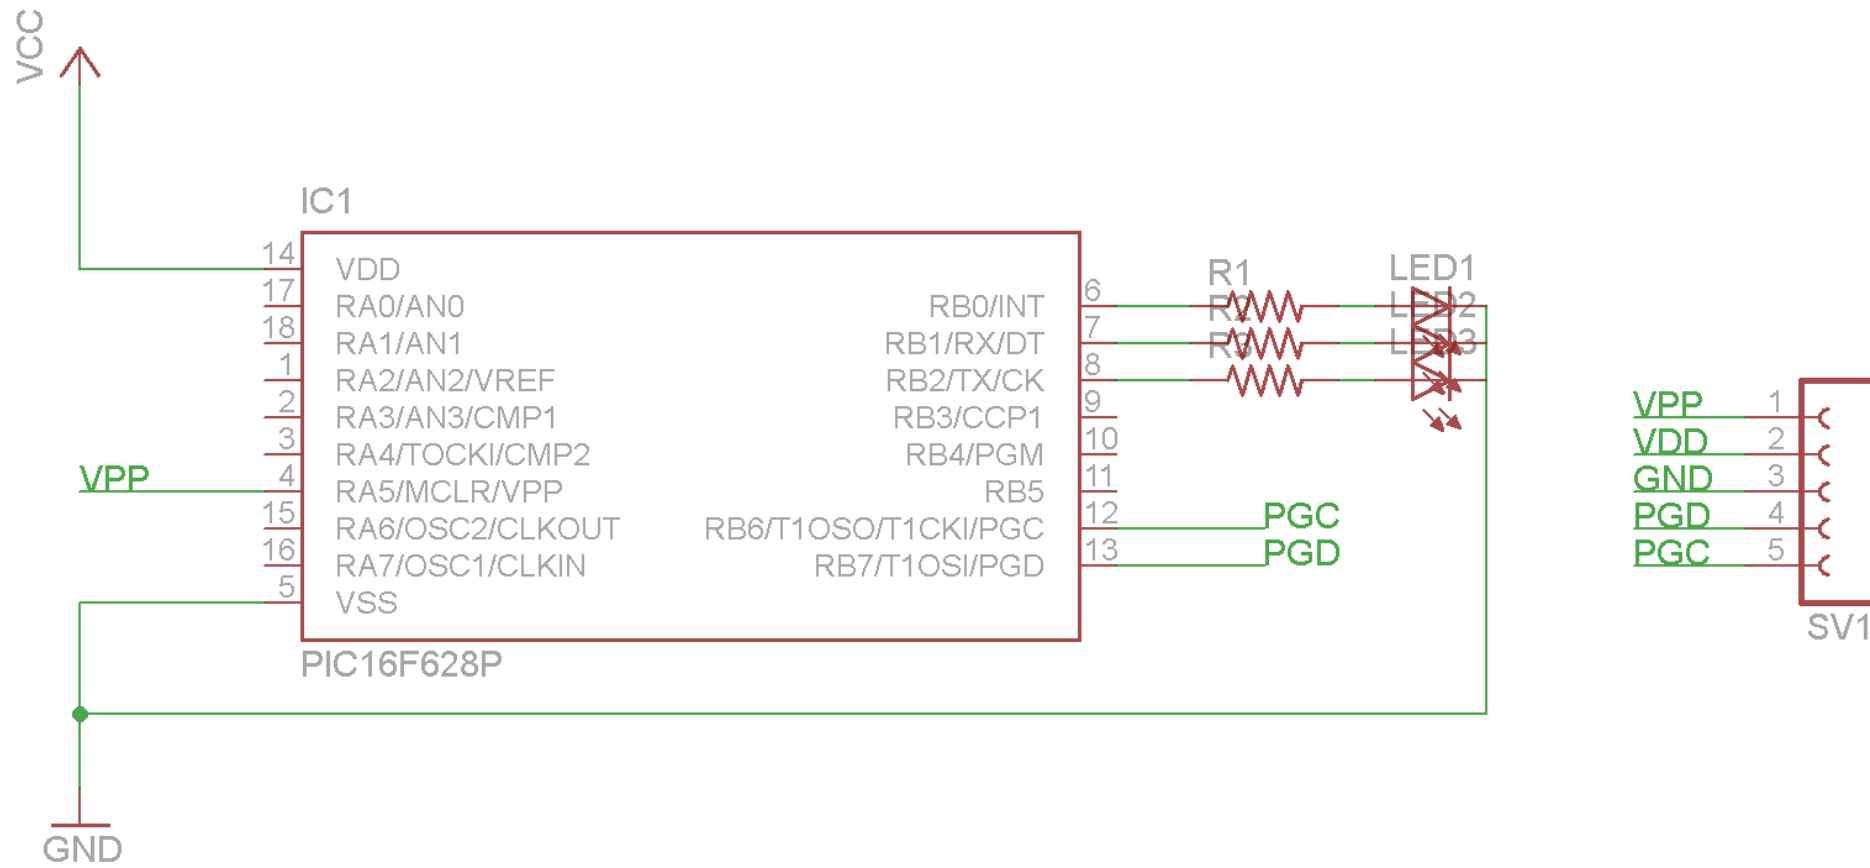 VCC
IC1
14 VDD
17 RA0/AN0
18 RA1/AN1
1 RA2/AN2/VREF
2 RA3/AN3/CMP1
3 RA4/TOCKI/CMP2
VPP 4 RA5/MCLR/VPP
15 RA6/OSC2/CLKOUT
16 RA7/OSC1/CLKIN
5 VSS
RB0/INT 6
RB1/RX/DT 7
RB2/TX/CK 8
RB3/CCP1 9
RB4/PGM 10
RB5 11
RB6/T1OSO/T1CKI/PGC 12 PGC
RB7/T1OSI/PGD 13 PGD
PIC16F628P
R1
R2
R3
LED1
LED2
LED3
VPP 1
VDD 2
GND 3
PGD 4
PGC 5
SV1
GND